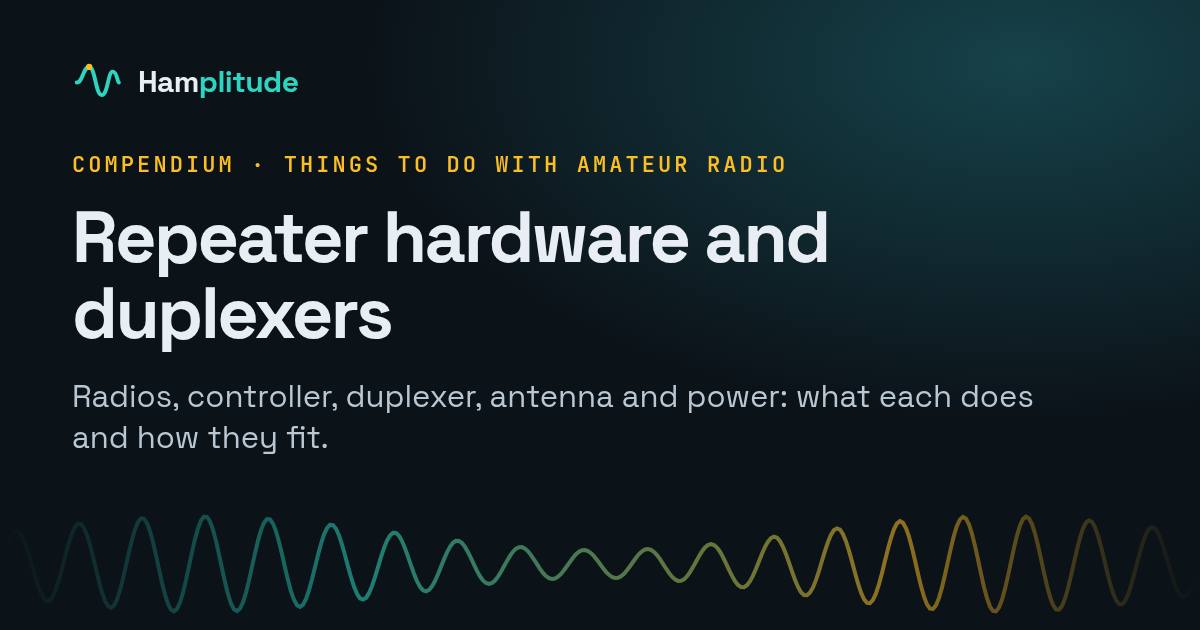 Hamplitude
COMPENDIUM · THINGS TO DO WITH AMATEUR RADIO
Repeater hardware and
duplexers
Radios, controller, duplexer, antenna and power: what each does
and how they fit.